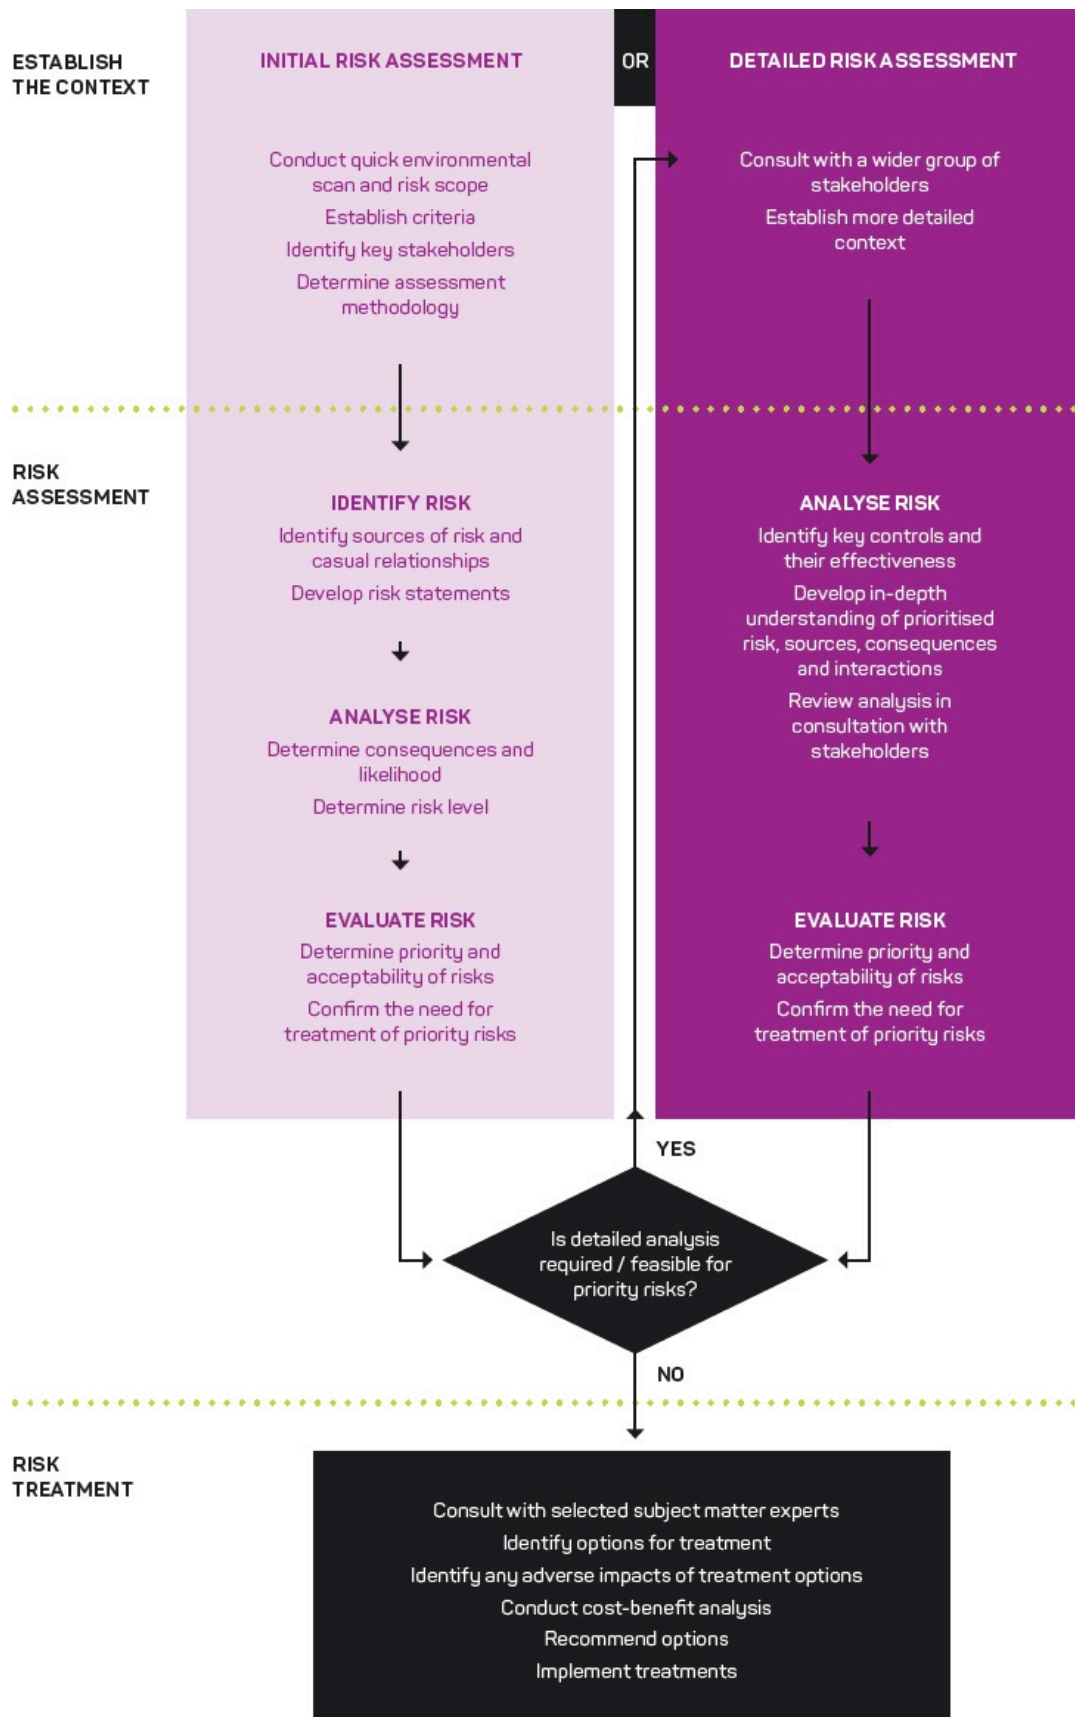 ESTABLISH
THE CONTEXT
INITIAL RISK ASSESSMENT
OR
DETAILED RISK ASSESSMENT
Conduct quick environmental
scan and risk scope
Establish criteria
Identify key stakeholders
Determine assessment
methodology
Consult with a wider group of
stakeholders
Establish more detailed
context
RISK
ASSESSMENT
IDENTIFY RISK
Identify sources of risk and
casual relationships
Develop risk statements
ANALYSE RISK
Determine consequences and
likelihood
Determine risk level
EVALUATE RISK
Determine priority and
acceptability of risks
Confirm the need for
treatment of priority risks
ANALYSE RISK
Identify key controls and
their effectiveness
Develop in-depth
understanding of prioritised
risk, sources, consequences
and interactions
Review analysis in
consultation with
stakeholders
EVALUATE RISK
Determine priority and
acceptability of risks
Confirm the need for
treatment of priority risks
YES
Is detailed analysis
required / feasible for
priority risks?
NO
RISK
TREATMENT
Consult with selected subject matter experts
Identify options for treatment
Identify any adverse impacts of treatment options
Conduct cost-benefit analysis
Recommend options
Implement treatments